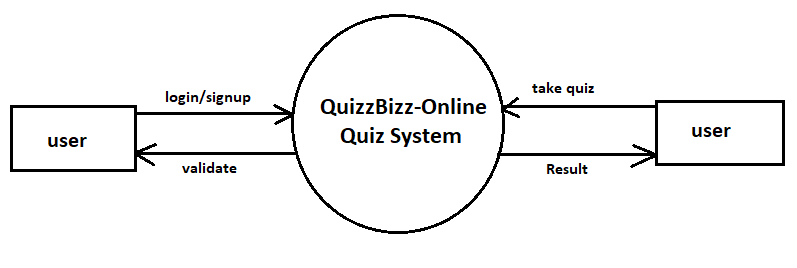 login/signup
take quiz
QuizzBizz-Online
Quiz System
user
user
validate
Result